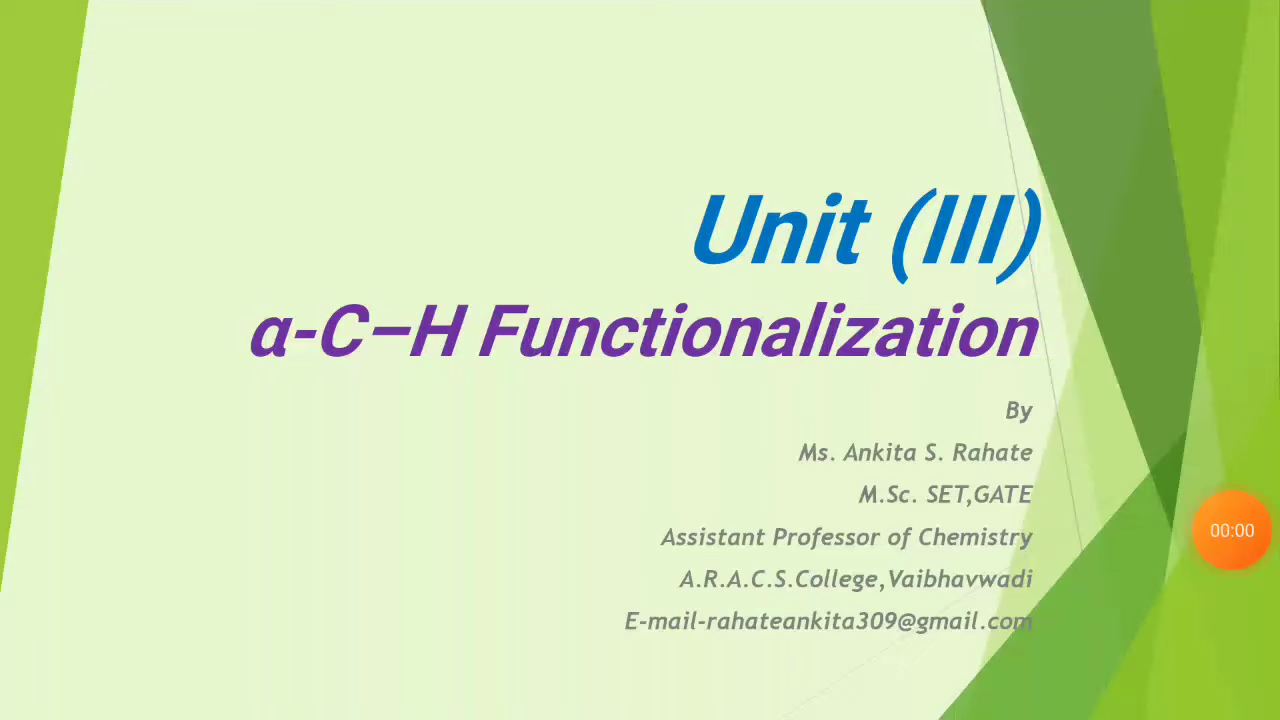 Unit (III)
α-C–H Functionalization
By
Ms. Ankita S. Rahate
M.Sc. SET,GATE
Assistant Professor of Chemistry
A.R.A.C.S.College,Vaibhavwadi
E-mail-rahateankita309@gmail.com
00:00